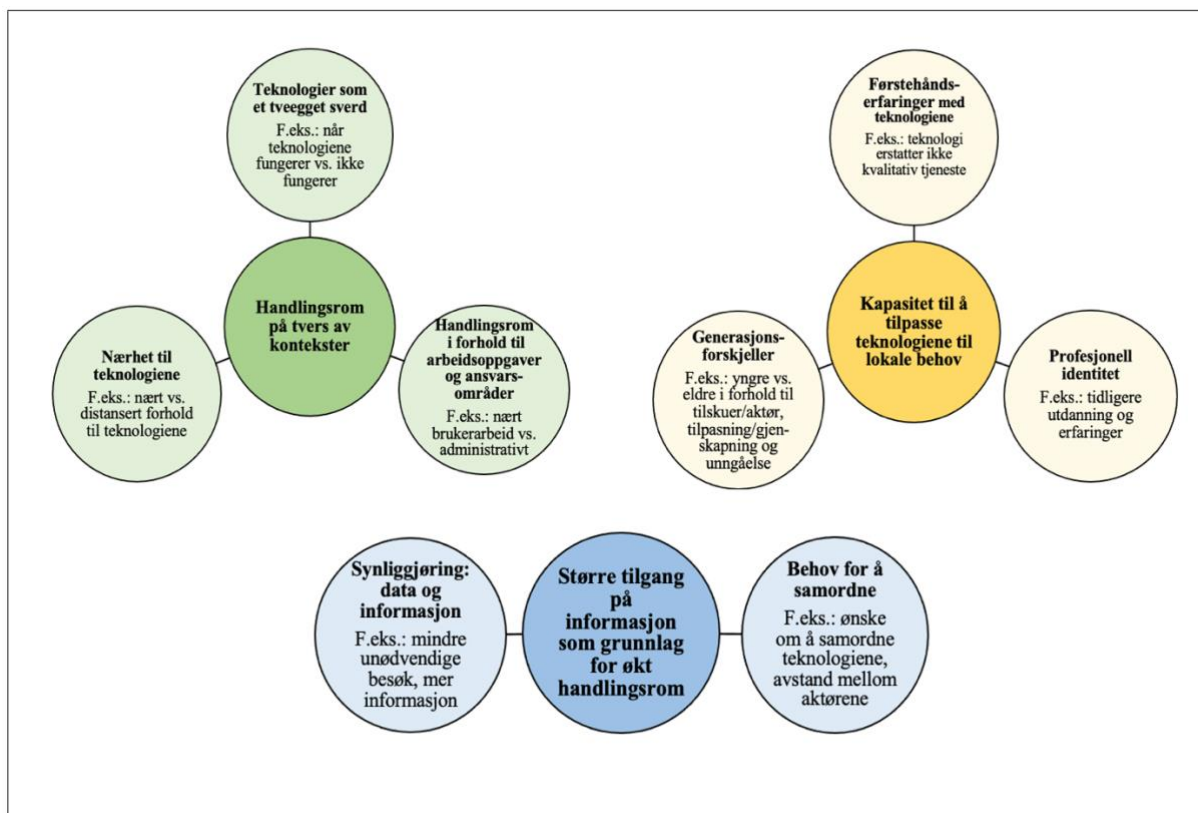 Teknologier som
et tveegget sverd
F.eks.: når
teknologiene
fungerer vs. ikke
fungerer
Handlingsrom
på tvers av
kontekster
Nærhet til
teknologiene
F.eks.: nært vs.
distansert forhold
til teknologiene
Handlingsrom
i forhold til
arbeidsoppgaver
og ansvars-
områder
F.eks.: nært
brukerarbeid vs.
administrativt
Førstehånds-
erfaringer med
teknologiene
F.eks.: teknologi
erstatter ikke
kvalitativ tjeneste
Kapasitet til å
tilpasse
teknologiene til
lokale behov
Generasjons-
forskjeller
F.eks.: yngre vs.
eldre i forhold til
tilskuer/aktør,
tilpasning/gjen-
skapning og
unngåelse
Profesjonell
identitet
F.eks.: tidligere
utdanning og
erfaringer
Synliggjøring:
data og
informasjon
F.eks.: mindre
unødvendige
besøk, mer
informasjon
Større tilgang
på
informasjon
som grunnlag
for økt
handlingsrom
Behov for å
samordne
F.eks.: ønske
om å samordne
teknologiene,
avstand mellom
aktørene